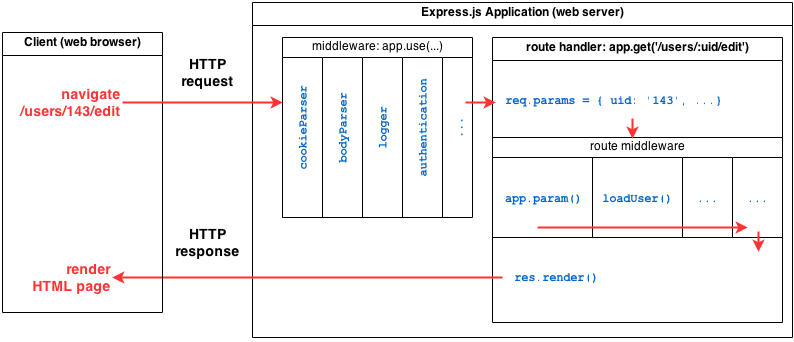 Express.js Application (web server)
Client (web browser)
navigate
/users/143/edit
HTTP
request
middleware: app.use(...)
cookieParser
bodyParser
logger
authentication
...
route handler: app.get('/users/:uid/edit')
req.params = { uid: '143', ...}
route middleware
app.param()
loadUser()
...
...
HTTP
response
render
HTML page
res.render()